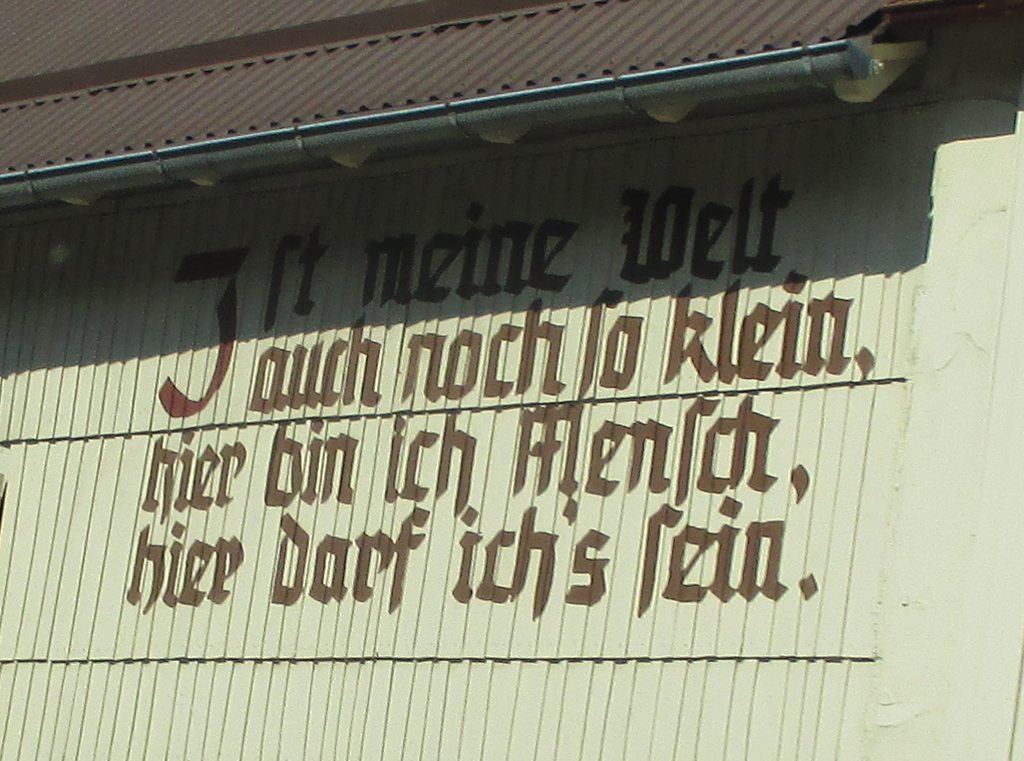 Ist meine Welt
auch noch so klein,
hier bin ich Mensch,
hier darf ich's sein.